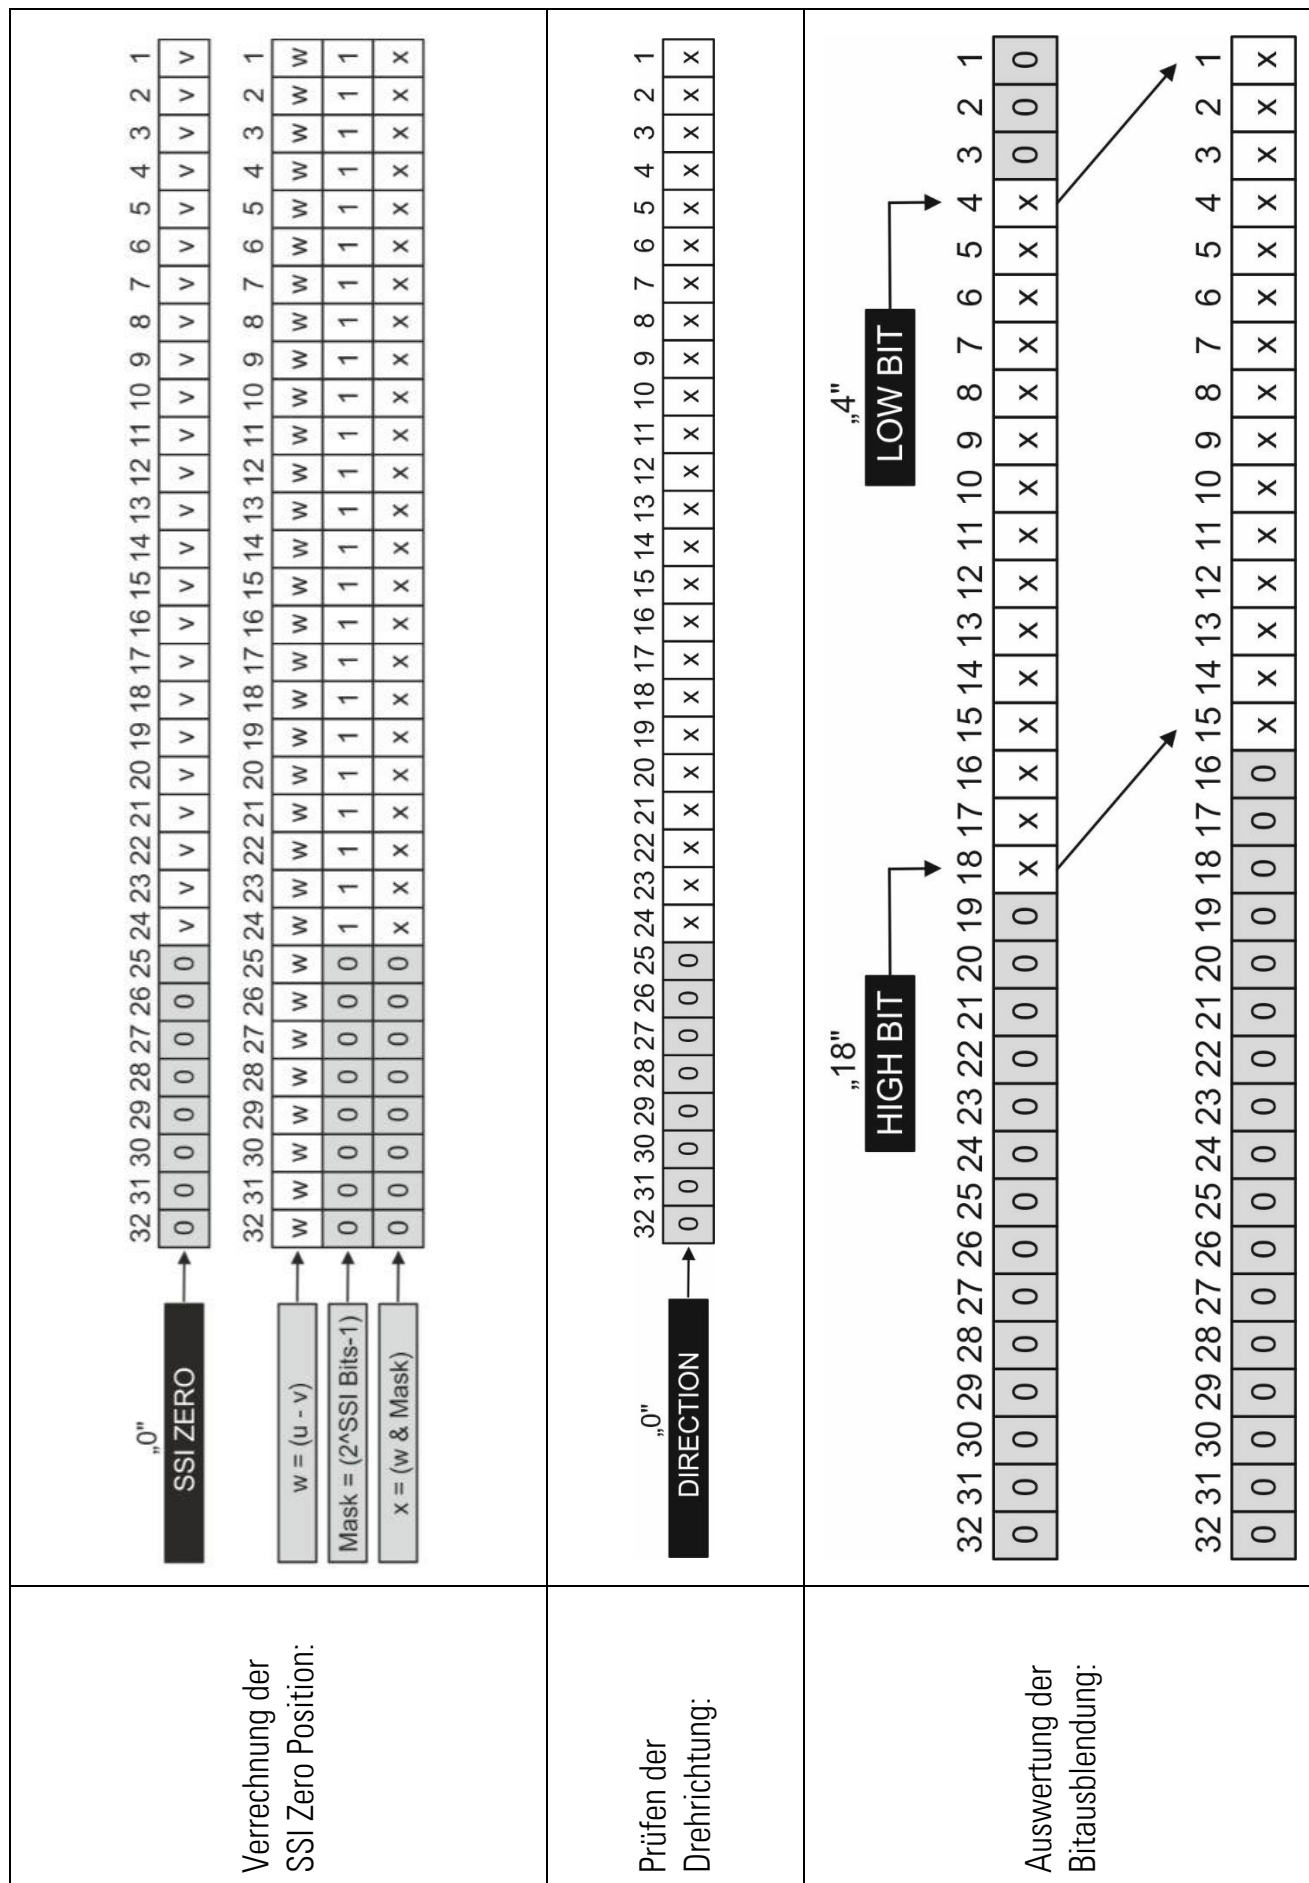 Verrechnung der
SSI Zero Position:
„0"
SSI ZERO
32 31 30 29 28 27 26 25 24 23 22 21 20 19 18 17 16 15 14 13 12 11 10 9 8 7 6 5 4 3 2 1
0 0 0 0 0 0 0 0 v v v v v v v v v v v v v v v v v v v v v v v v
32 31 30 29 28 27 26 25 24 23 22 21 20 19 18 17 16 15 14 13 12 11 10 9 8 7 6 5 4 3 2 1
w = (u - v)
w w w w w w w w w w w w w w w w w w w w w w w w w w w w w w w w
Mask = (2^SSI Bits-1)
0 0 0 0 0 0 0 0 1 1 1 1 1 1 1 1 1 1 1 1 1 1 1 1 1 1 1 1 1 1 1 1
x = (w & Mask)
0 0 0 0 0 0 0 0 x x x x x x x x x x x x x x x x x x x x x x x x
Prüfen der
Drehrichtung:
„0"
DIRECTION
32 31 30 29 28 27 26 25 24 23 22 21 20 19 18 17 16 15 14 13 12 11 10 9 8 7 6 5 4 3 2 1
0 0 0 0 0 0 0 0 x x x x x x x x x x x x x x x x x x x x x x x x
Auswertung der
Bitausblendung:
„18"
HIGH BIT
„4"
LOW BIT
32 31 30 29 28 27 26 25 24 23 22 21 20 19 18 17 16 15 14 13 12 11 10 9 8 7 6 5 4 3 2 1
0 0 0 0 0 0 0 0 0 0 0 0 0 0 x x x x x x x x x x x x x x x 0 0 0
32 31 30 29 28 27 26 25 24 23 22 21 20 19 18 17 16 15 14 13 12 11 10 9 8 7 6 5 4 3 2 1
0 0 0 0 0 0 0 0 0 0 0 0 0 0 0 0 0 x x x x x x x x x x x x x x x